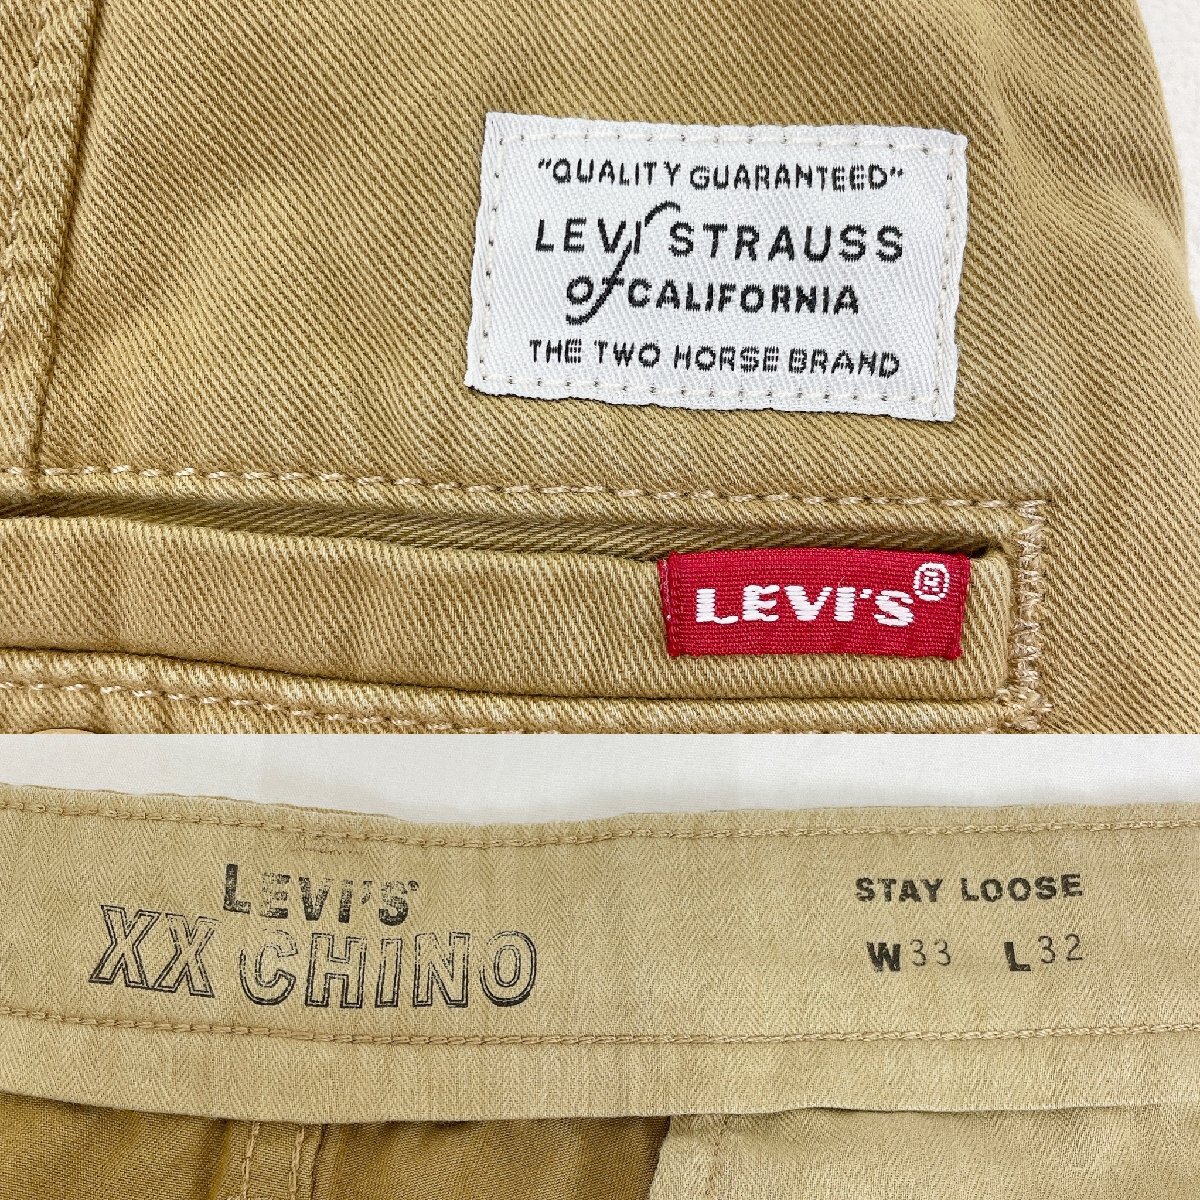 "QUALITY GUARANTEED"
LEVI STRAUSS
of CALIFORNIA
THE TWO HORSE BRAND
LEVI'S®
LEVI'S
XX CHINO
STAY LOOSE
W33 L32